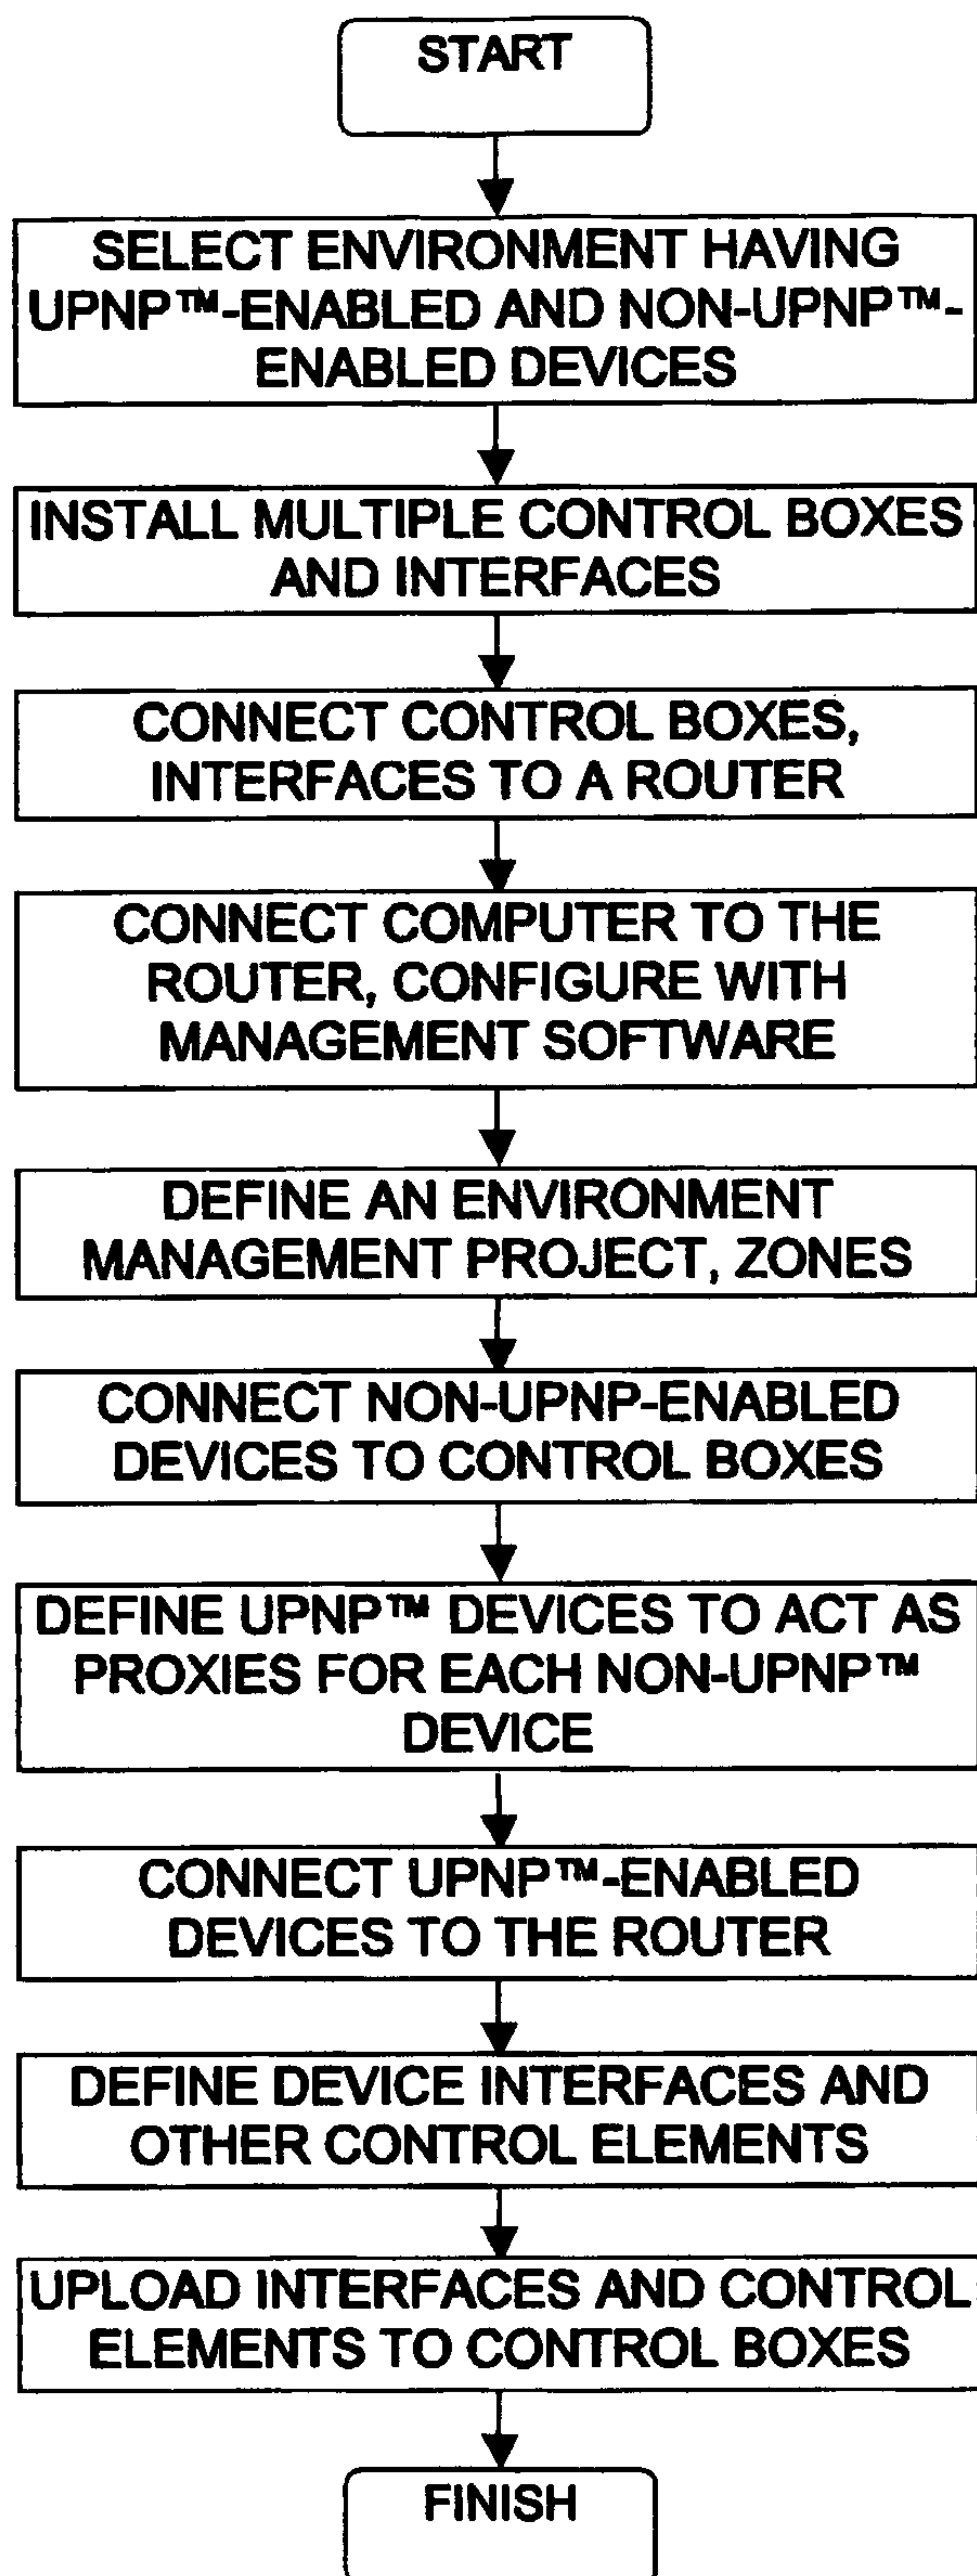 START
SELECT ENVIRONMENT HAVING
UPNP™-ENABLED AND NON-UPNP™-
ENABLED DEVICES
INSTALL MULTIPLE CONTROL BOXES
AND INTERFACES
CONNECT CONTROL BOXES,
INTERFACES TO A ROUTER
CONNECT COMPUTER TO THE
ROUTER, CONFIGURE WITH
MANAGEMENT SOFTWARE
DEFINE AN ENVIRONMENT
MANAGEMENT PROJECT, ZONES
CONNECT NON-UPNP-ENABLED
DEVICES TO CONTROL BOXES
DEFINE UPNP™ DEVICES TO ACT AS
PROXIES FOR EACH NON-UPNP™
DEVICE
CONNECT UPNP™-ENABLED
DEVICES TO THE ROUTER
DEFINE DEVICE INTERFACES AND
OTHER CONTROL ELEMENTS
UPLOAD INTERFACES AND CONTROL
ELEMENTS TO CONTROL BOXES
FINISH